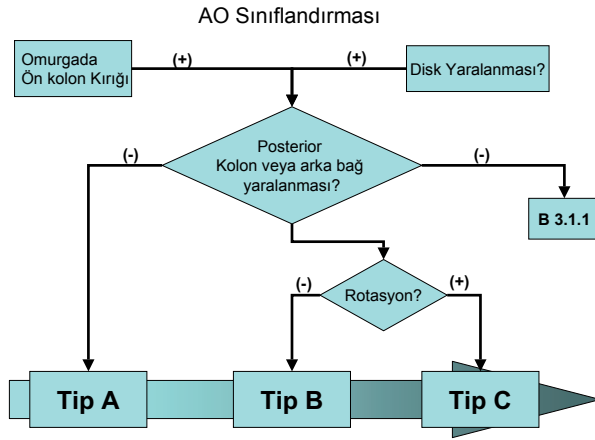 AO Sınıflandırması
Omurgada
Ön kolon Kırığı
(+)
(+)
Disk Yaralanması?
Posterior
Kolon veya arka bağ
yaralanması?
(-)
(-)
B 3.1.1
Rotasyon?
(-)
(+)
Tip A
Tip B
Tip C